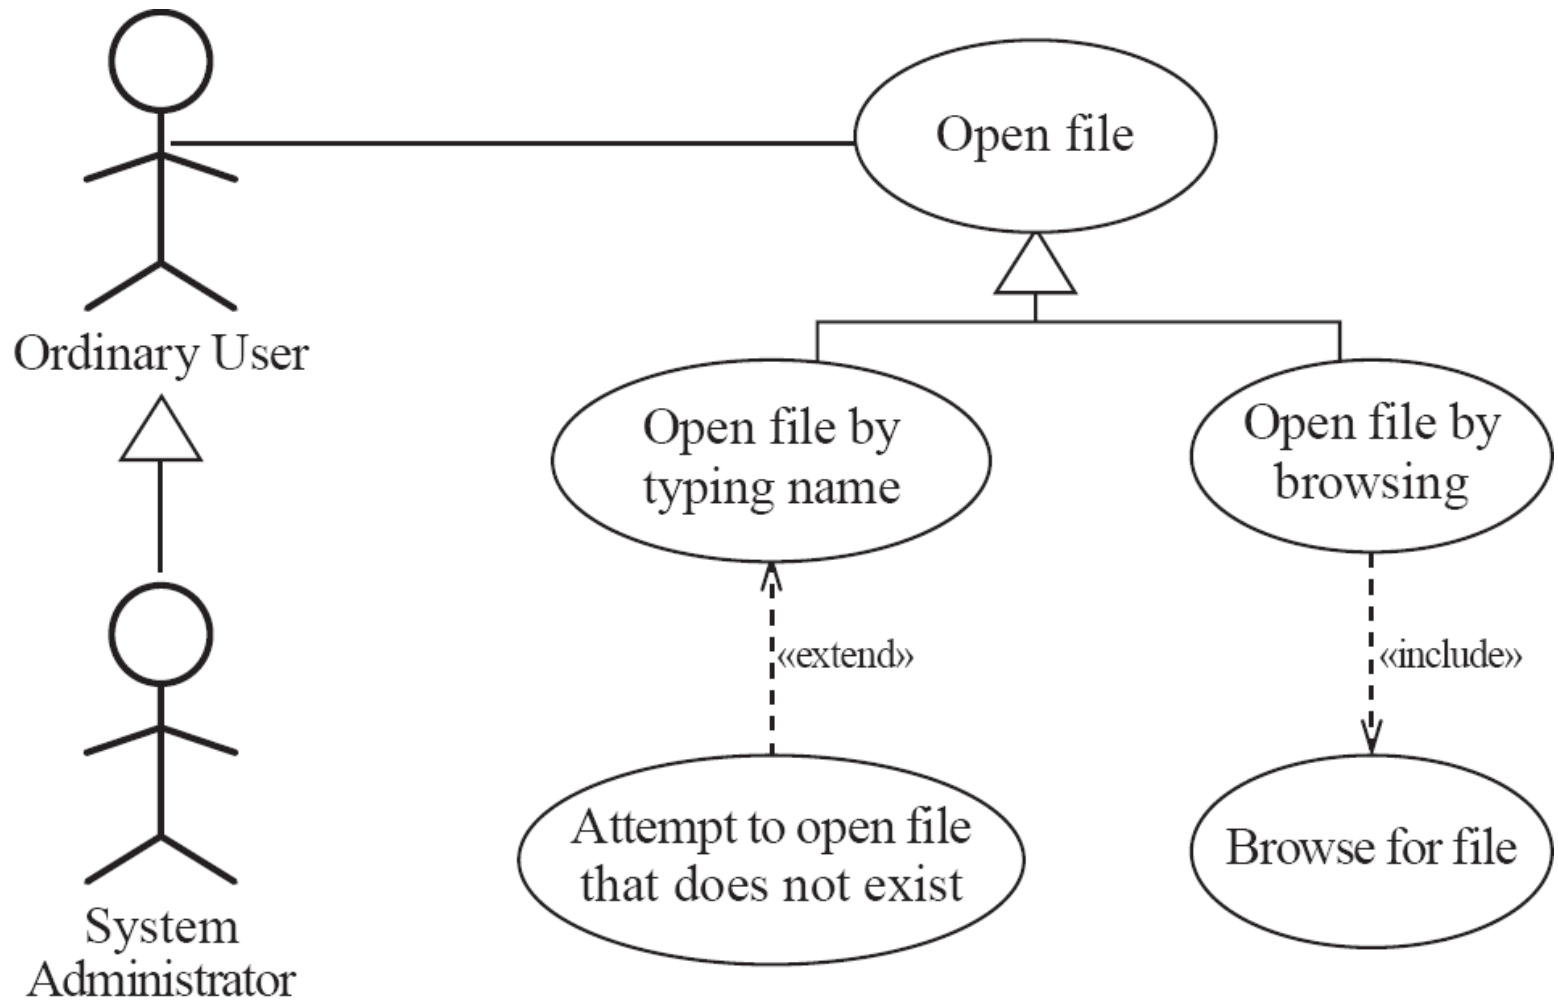 Open file
Ordinary User
Open file by
typing name
Open file by
browsing
«extend»
«include»
Attempt to open file
that does not exist
Browse for file
System
Administrator